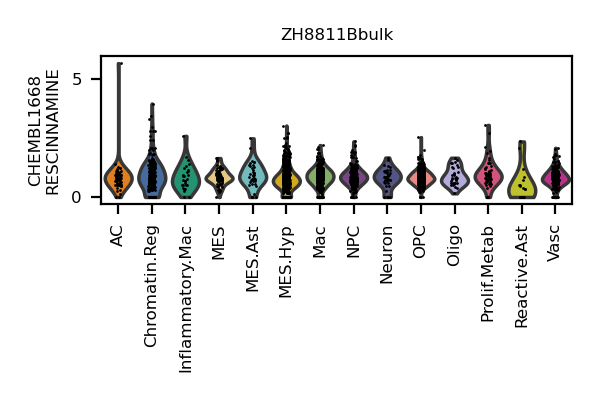 ZH8811Bbulk
CHEMBL1668
RESCINNAMINE
5
0
AC
Chromatin.Reg
Inflammatory.Mac
MES
MES.Ast
MES.Hyp
Mac
NPC
Neuron
OPC
Oligo
Prolif.Metab
Reactive.Ast
Vasc